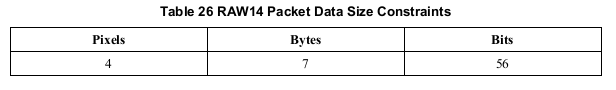 Table 26 RAW14 Packet Data Size Constraints
Pixels Bytes Bits
4 7 56